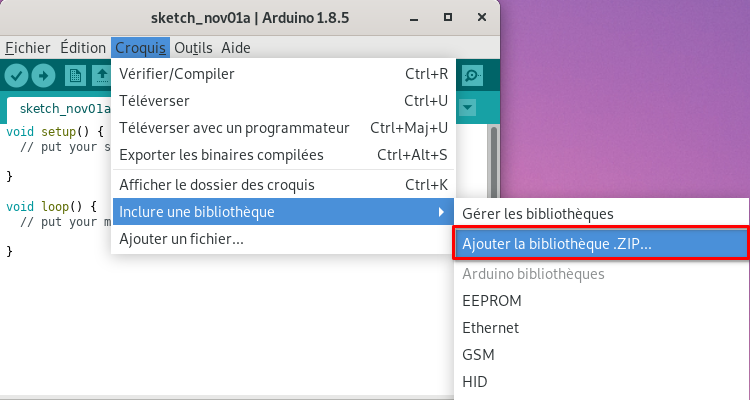 sketch_nov01a | Arduino 1.8.5
Fichier Édition Croquis Outils Aide
sketch_nov01a
void setup() {
// put your s
}
void loop() {
// put your m
}
Vérifier/Compiler Ctrl+R
Téléverser Ctrl+U
Téléverser avec un programmateur Ctrl+Maj+U
Exporter les binaires compilées Ctrl+Alt+S
Afficher le dossier des croquis Ctrl+K
Inclure une bibliothèque
Ajouter un fichier...
Gérer les bibliothèques
Ajouter la bibliothèque .ZIP...
Arduino bibliothèques
EEPROM
Ethernet
GSM
HID